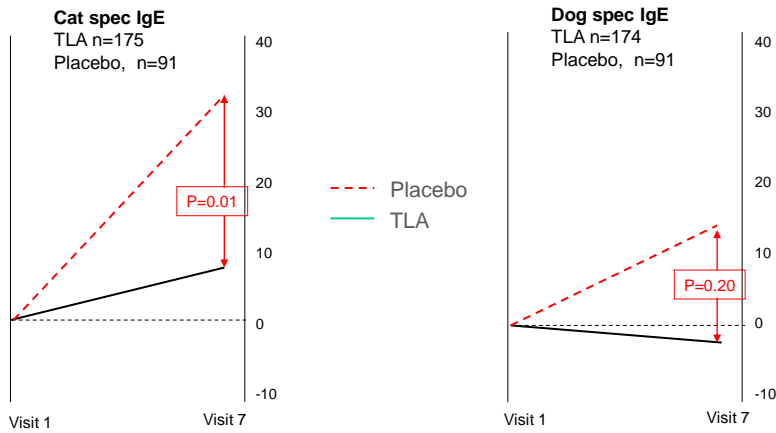 Cat spec IgE
TLA n=175
Placebo, n=91
40
30
20
10
0
-10
P=0.01
Visit 1
Visit 7
Placebo
TLA
Dog spec IgE
TLA n=174
Placebo, n=91
40
30
20
10
0
-10
P=0.20
Visit 1
Visit 7